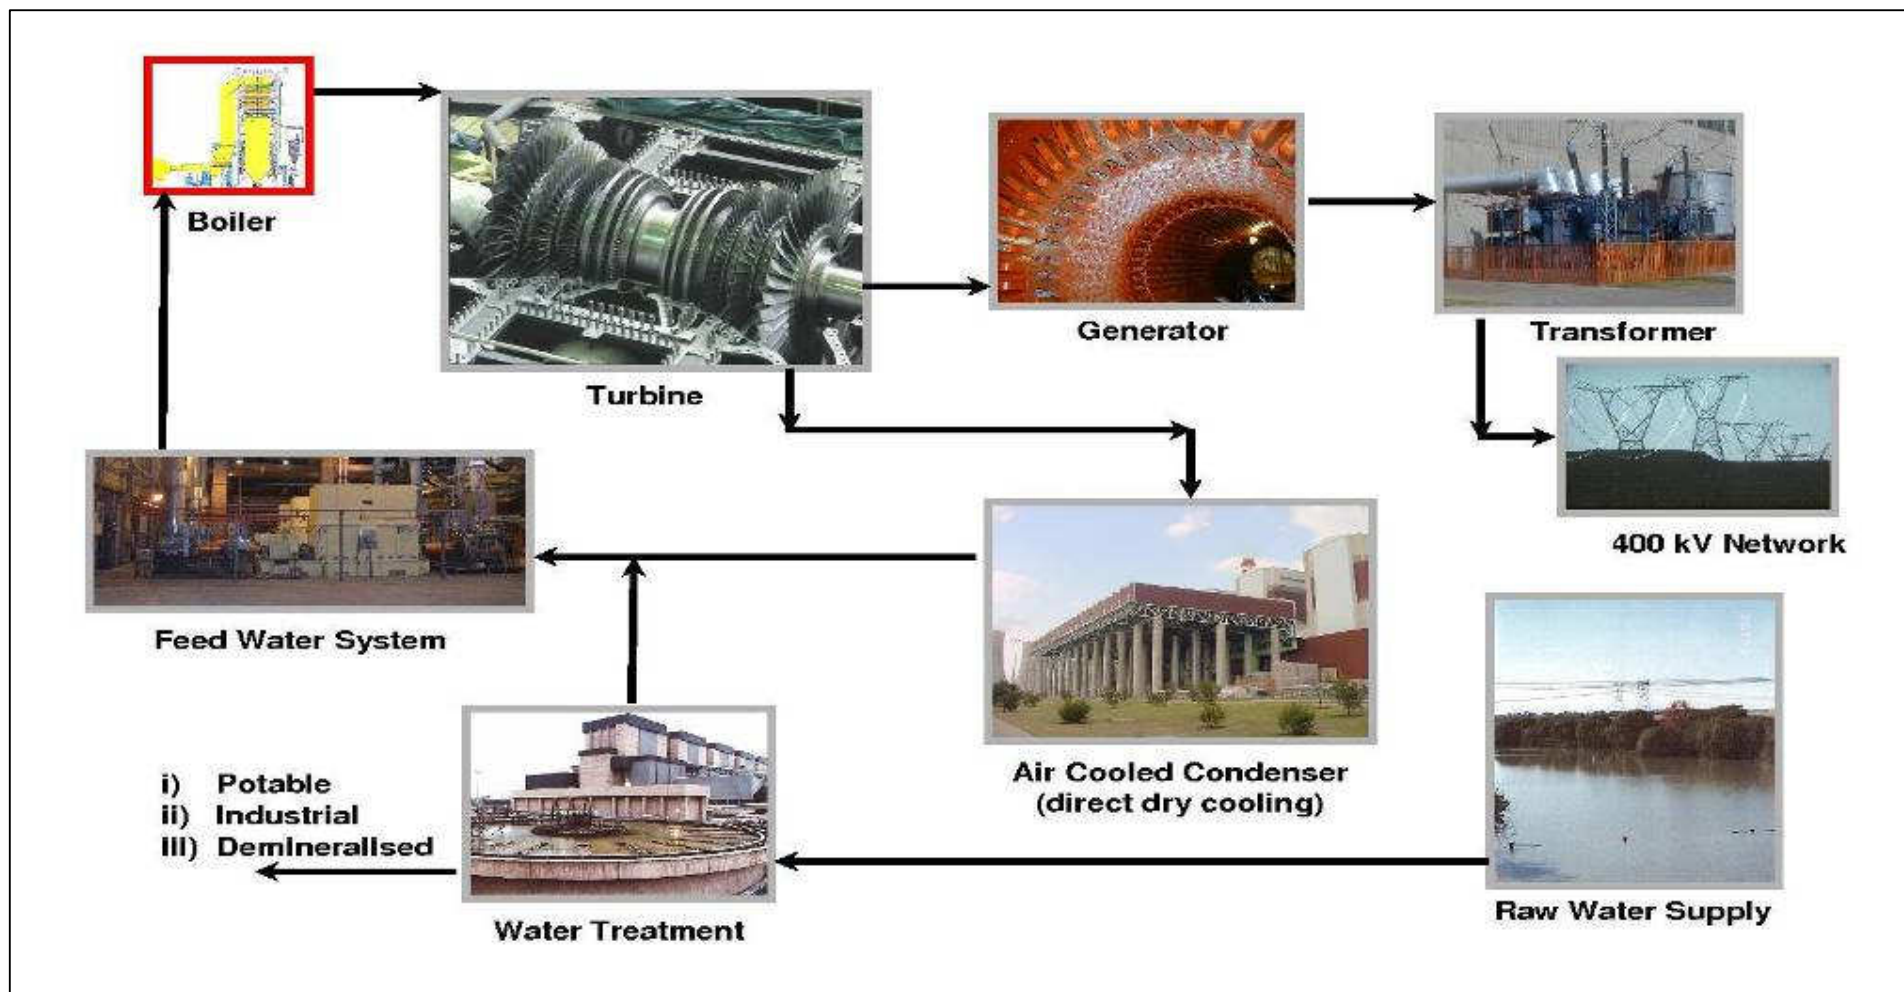 Boiler
Turbine
Generator
Transformer
400 kV Network
Feed Water System
Air Cooled Condenser
(direct dry cooling)
i) Potable
ii) Industrial
iii) Demineralised
Water Treatment
Raw Water Supply